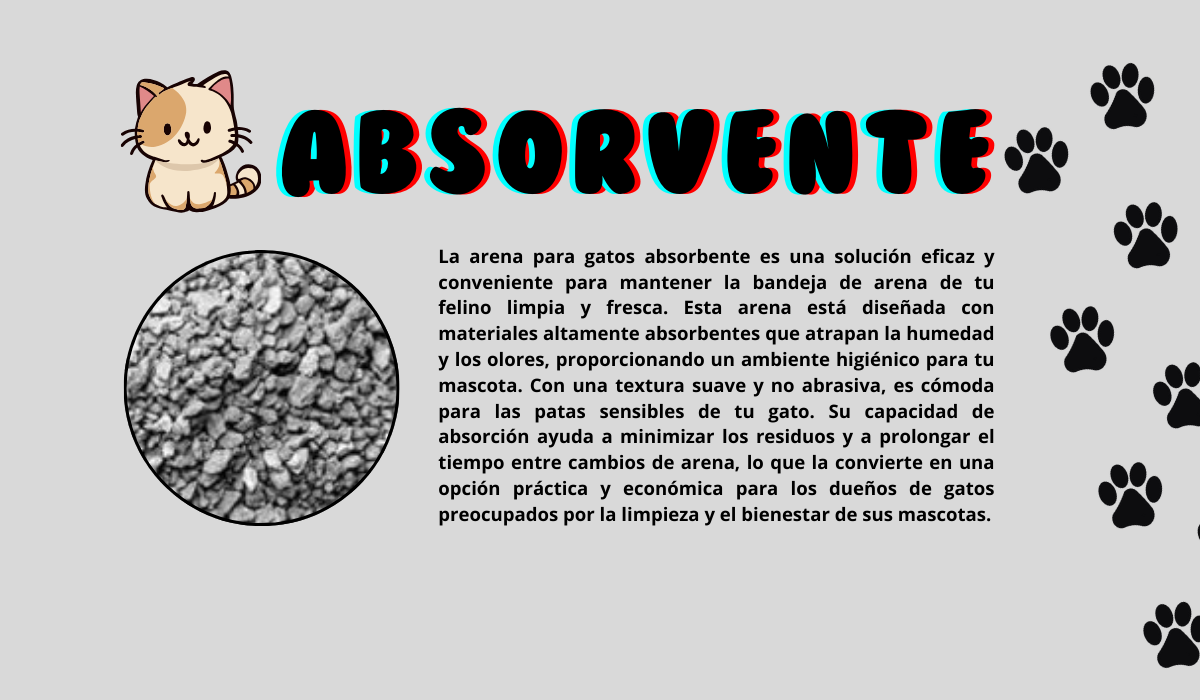 ABSORVENTE
La arena para gatos absorbente es una solución eficaz y
conveniente para mantener la bandeja de arena de tu
felino limpia y fresca. Esta arena está diseñada con
materiales altamente absorbentes que atrapan la humedad
y los olores, proporcionando un ambiente higiénico para tu
mascota. Con una textura suave y no abrasiva, es cómoda
para las patas sensibles de tu gato. Su capacidad de
absorción ayuda a minimizar los residuos y a prolongar el
tiempo entre cambios de arena, lo que la convierte en una
opción práctica y económica para los dueños de gatos
preocupados por la limpieza y el bienestar de sus mascotas.